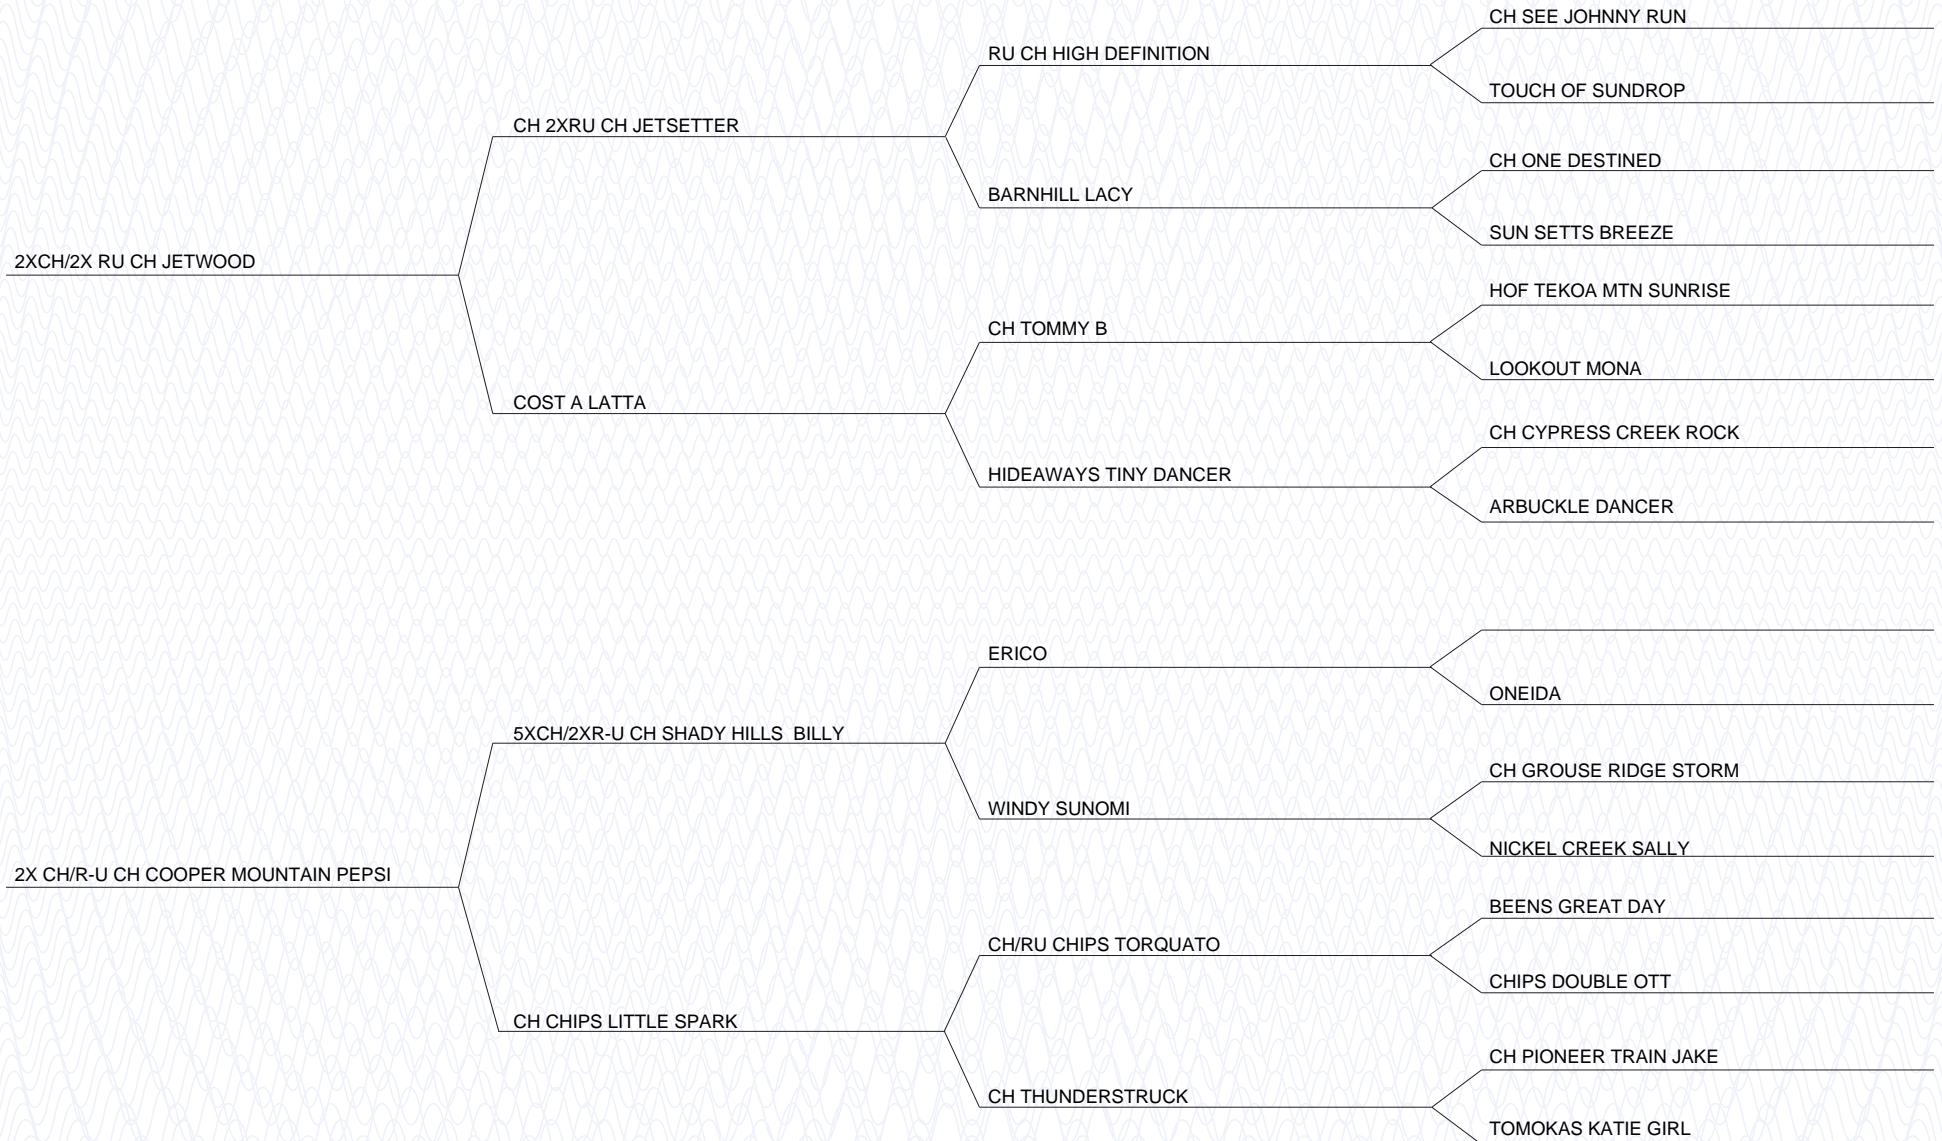 CH SEE JOHNNY RUN
RU CH HIGH DEFINITION
TOUCH OF SUNDROP
CH 2XRU CH JETSETTER
CH ONE DESTINED
BARNHILL LACY
SUN SETTS BREEZE
2XCH/2X RU CH JETWOOD
HOF TEKOA MTN SUNRISE
CH TOMMY B
LOOKOUT MONA
COST A LATTA
CH CYPRESS CREEK ROCK
HIDEAWAYS TINY DANCER
ARBUCKLE DANCER
ERICO
ONEIDA
5XCH/2XR-U CH SHADY HILLS  BILLY
CH GROUSE RIDGE STORM
WINDY SUNOMI
NICKEL CREEK SALLY
2X CH/R-U CH COOPER MOUNTAIN PEPSI
BEENS GREAT DAY
CH/RU CHIPS TORQUATO
CHIPS DOUBLE OTT
CH CHIPS LITTLE SPARK
CH PIONEER TRAIN JAKE
CH THUNDERSTRUCK
TOMOKAS KATIE GIRL